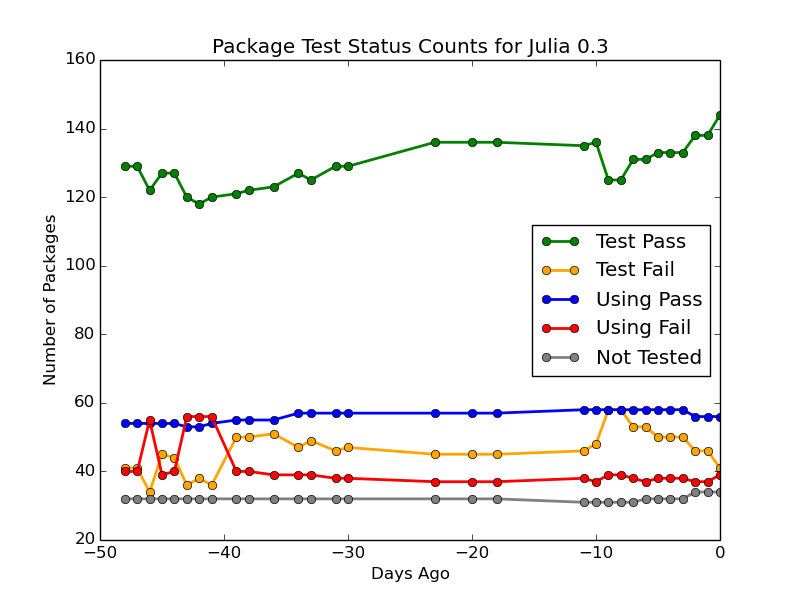 Package Test Status Counts for Julia 0.3
160
140
120
100
80
60
40
20
Number of Packages
Test Pass
Test Fail
Using Pass
Using Fail
Not Tested
−50
−40
−30
−20
−10
0
Days Ago